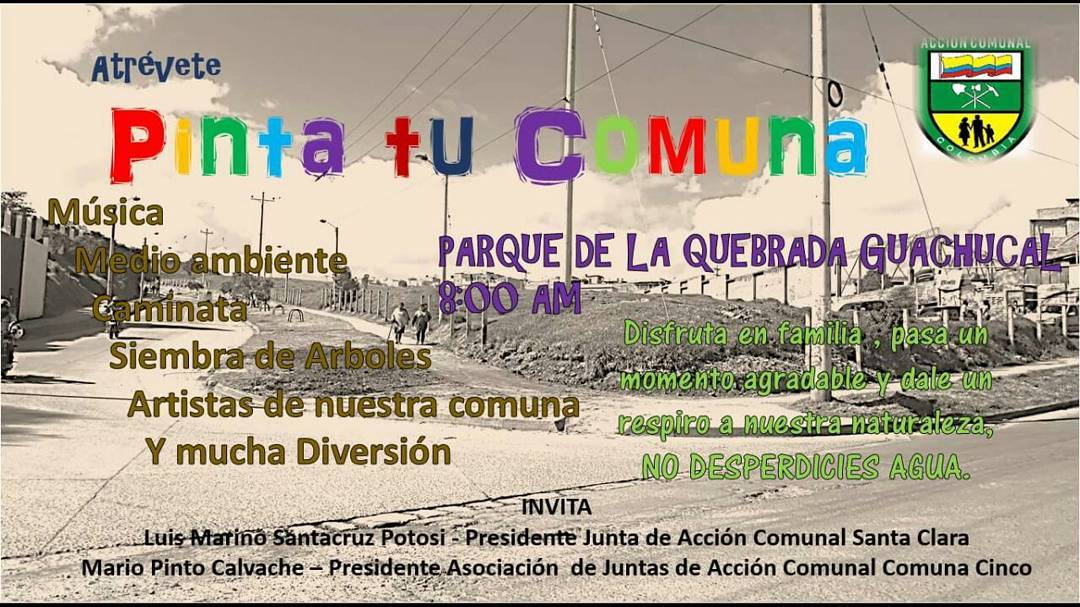 Atrévete
Pinta tu Comuna
ACCION COMUNAL
COLOMBIA
Música
Medio ambiente
Caminata
Siembra de Arboles
Artistas de nuestra comuna
Y mucha Diversión
PARQUE DE LA QUEBRADA GUACHUCAL
8:00 AM
Disfruta en familia , pasa un
momento agradable y dale un
respiro a nuestra naturaleza,
NO DESPERDICIES AGUA.
INVITA
Luis Marino Santacruz Potosi - Presidente Junta de Acción Comunal Santa Clara
Mario Pinto Calvache – Presidente Asociación de Juntas de Acción Comunal Comuna Cinco